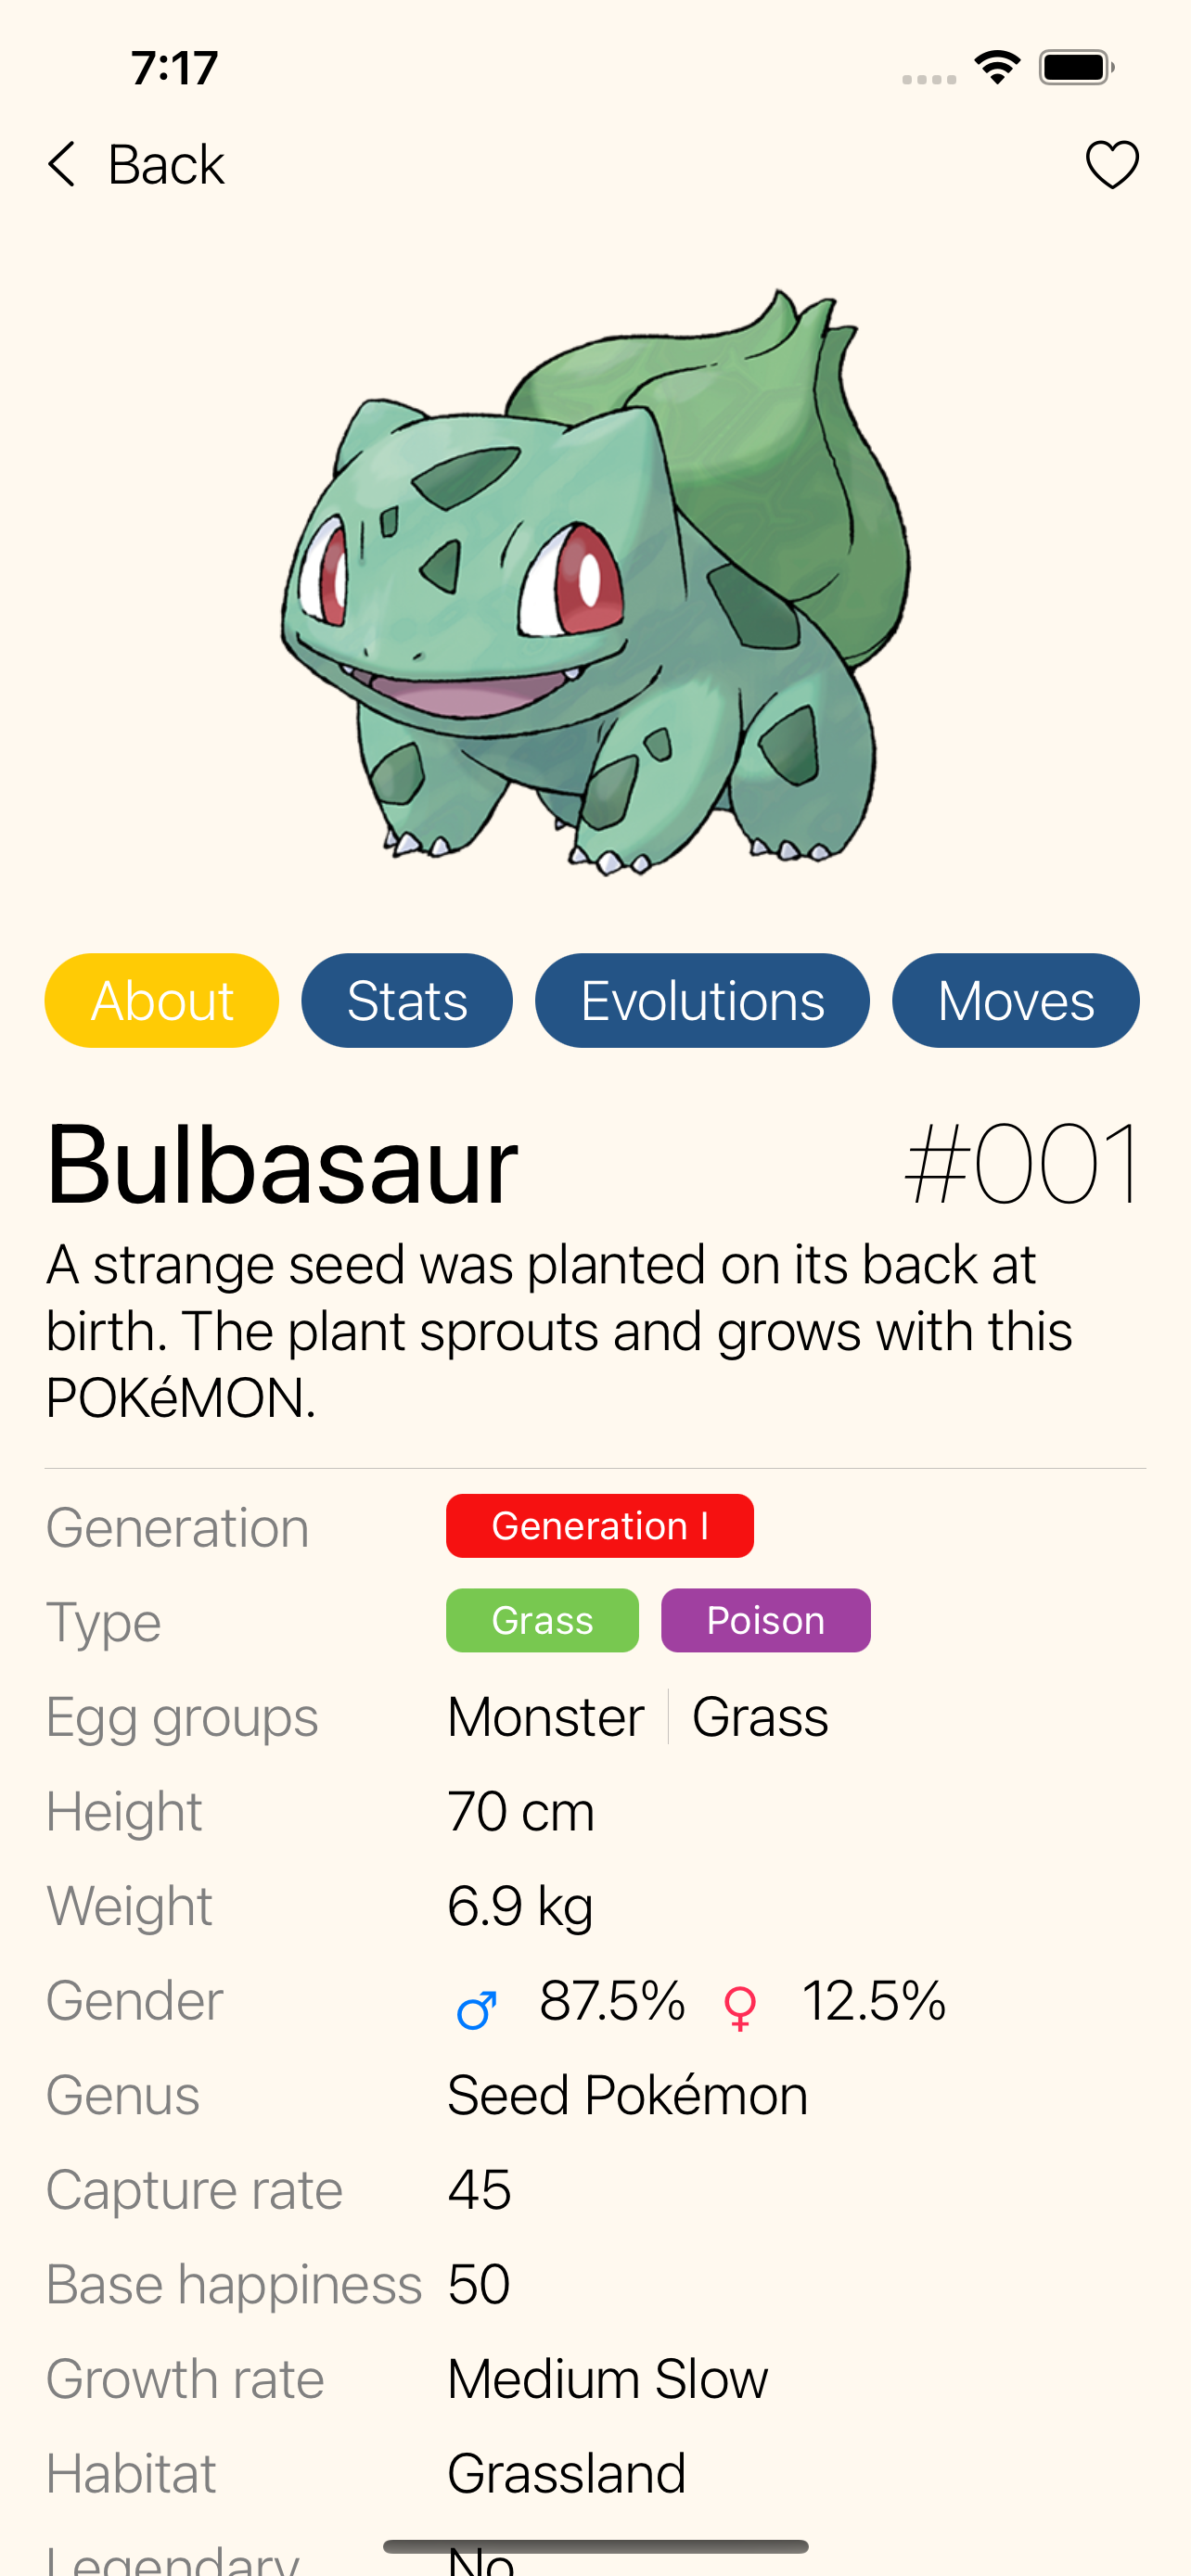 7:17
Back
About Stats Evolutions Moves
Bulbasaur #001
A strange seed was planted on its back at
birth. The plant sprouts and grows with this
POKéMON.
Generation Generation I
Type Grass Poison
Egg groups Monster Grass
Height 70 cm
Weight 6.9 kg
Gender ♂ 87.5% ♀ 12.5%
Genus Seed Pokémon
Capture rate 45
Base happiness 50
Growth rate Medium Slow
Habitat Grassland
Legendary No